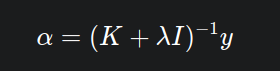 α = (K + λI)⁻¹y